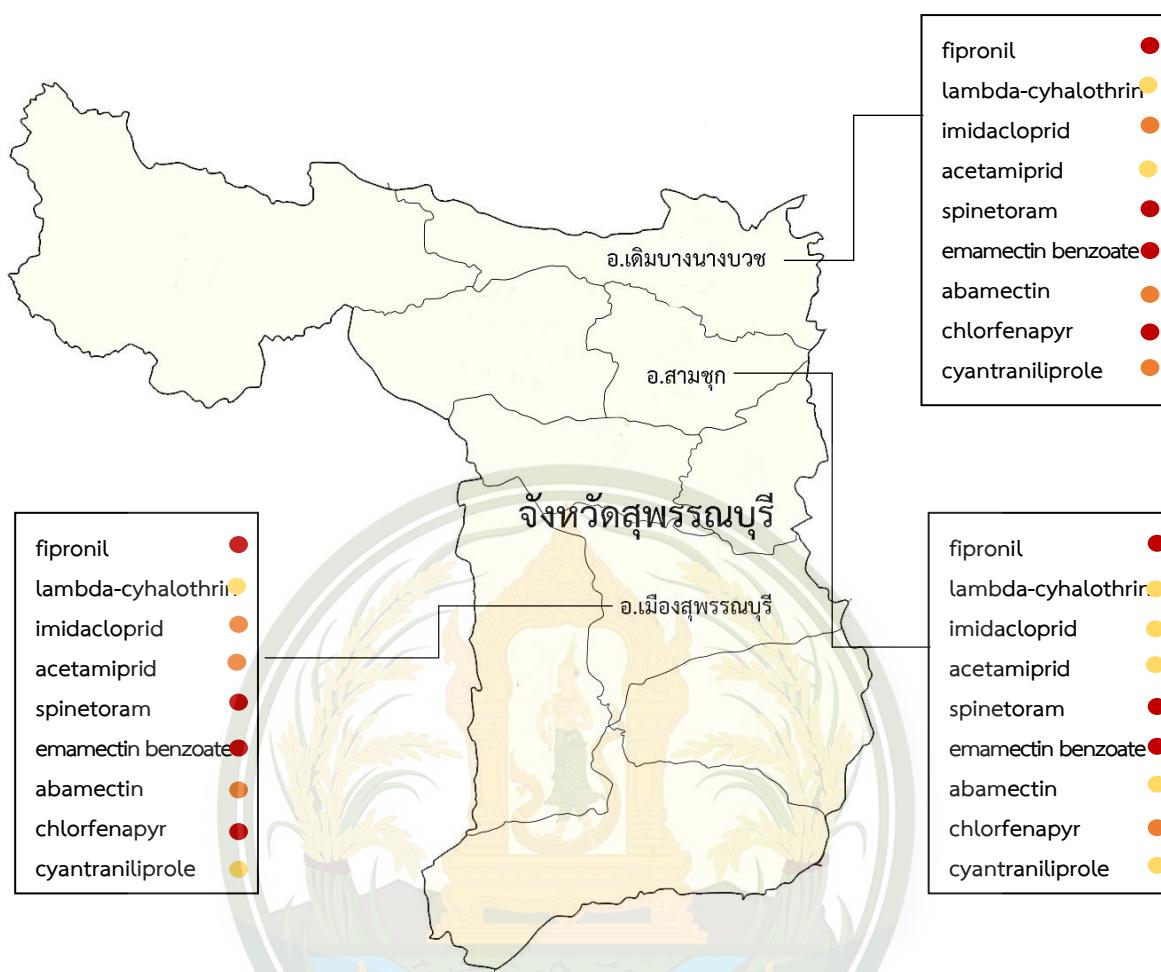 fipronil
lambda-cyhalothrin
imidacloprid
acetamiprid
spinetoram
emamectin benzoate
abamectin
chlorfenapyr
cyantraniliprole
อ.เดิมบางนางบวช
อ.สามชุก
จังหวัดสุพรรณบุรี
อ.เมืองสุพรรณบุรี
fipronil
lambda-cyhalothrin
imidacloprid
acetamiprid
spinetoram
emamectin benzoate
abamectin
chlorfenapyr
cyantraniliprole
fipronil
lambda-cyhalothrin
imidacloprid
acetamiprid
spinetoram
emamectin benzoate
abamectin
chlorfenapyr
cyantraniliprole